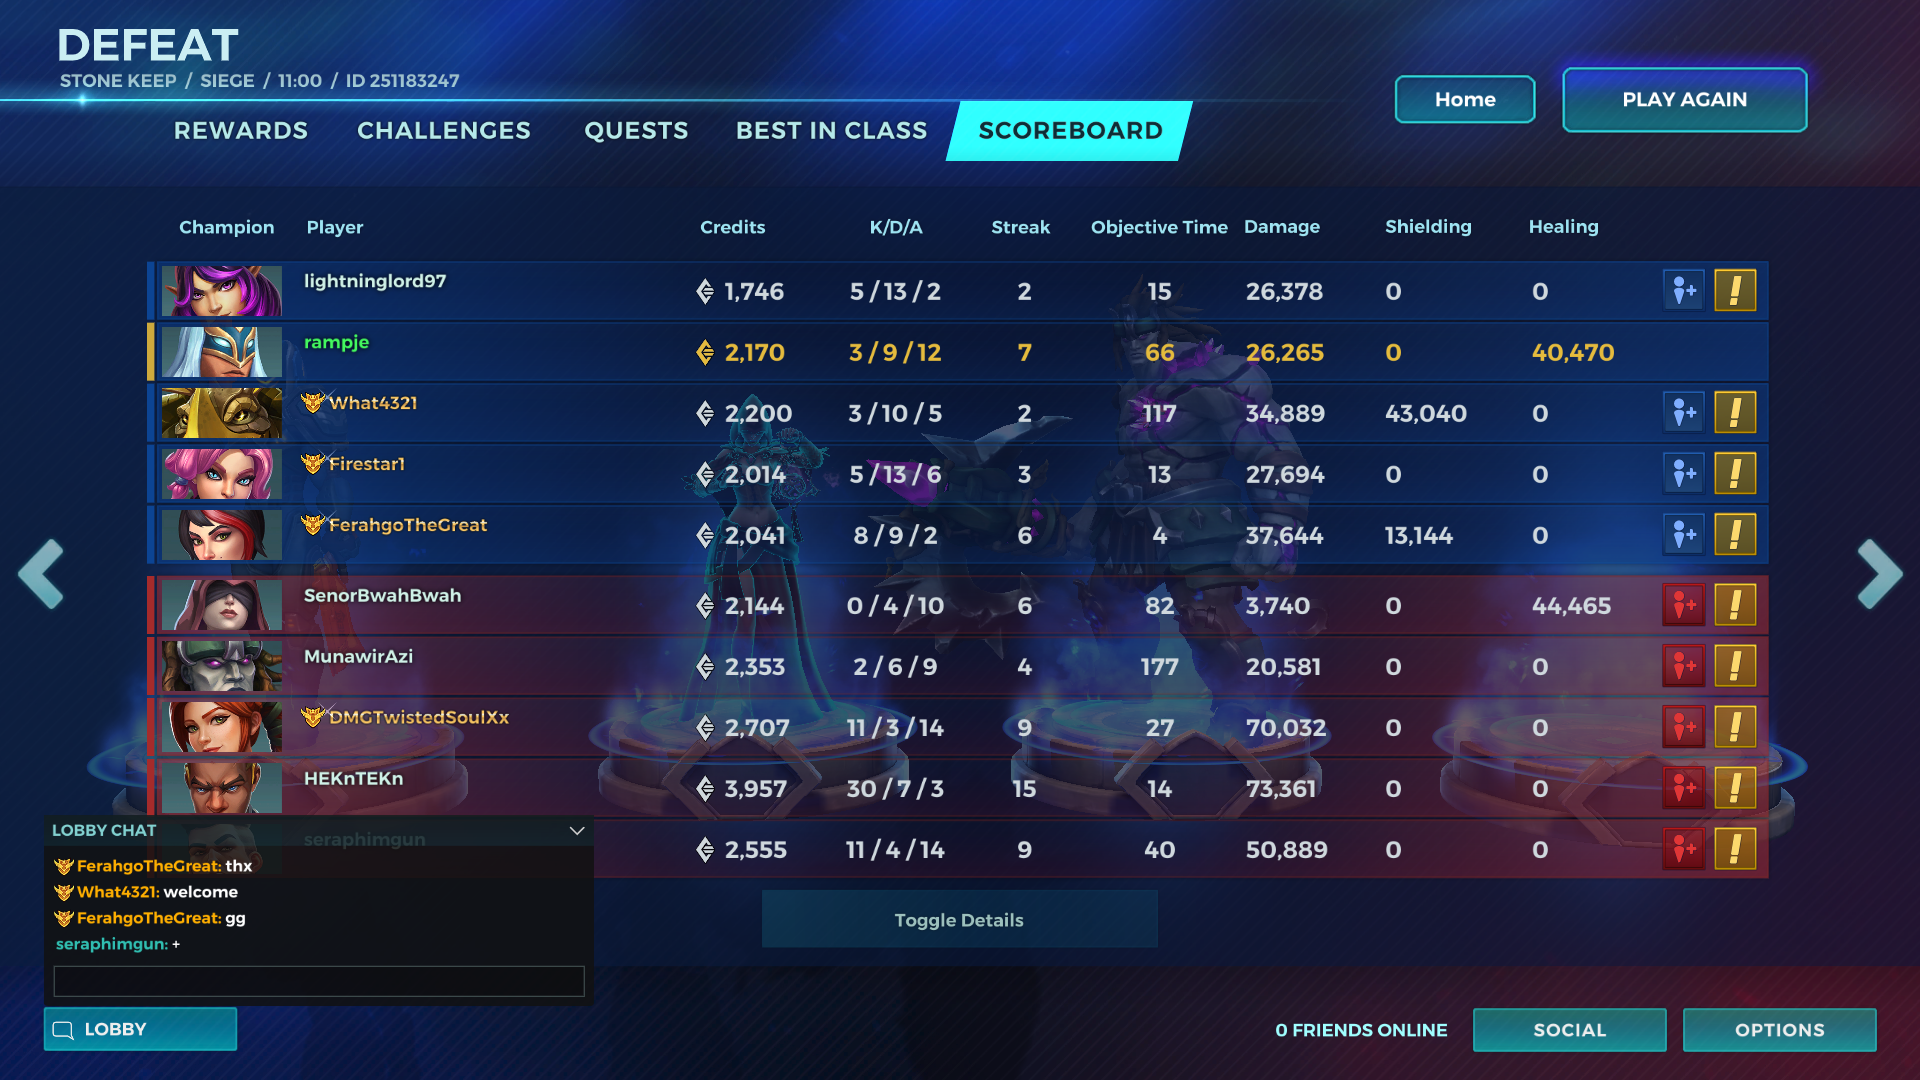 DEFEAT
STONE KEEP / SIEGE / 11:00 / ID 251183247
Home
PLAY AGAIN
REWARDS CHALLENGES QUESTS BEST IN CLASS SCOREBOARD
Champion Player Credits K/D/A Streak Objective Time Damage Shielding Healing
lightninglord97 1,746 5 / 13 / 2 2 15 26,378 0 0
rampje 2,170 3 / 9 / 12 7 66 26,265 0 40,470
What4321 2,200 3 / 10 / 5 2 117 34,889 43,040 0
Firestar1 2,014 5 / 13 / 6 3 13 27,694 0 0
FerahgoTheGreat 2,041 8 / 9 / 2 6 4 37,644 13,144 0
SenorBwahBwah 2,144 0 / 4 / 10 6 82 3,740 0 44,465
MunawirAzi 2,353 2 / 6 / 9 4 177 20,581 0 0
DMGTwistedSoulXx 2,707 11 / 3 / 14 9 27 70,032 0 0
HEKnTEKn 3,957 30 / 7 / 3 15 14 73,361 0 0
seraphimgun 2,555 11 / 4 / 14 9 40 50,889 0 0
LOBBY CHAT
FerahgoTheGreat: thx
What4321: welcome
FerahgoTheGreat: gg
seraphimgun: +
Toggle Details
LOBBY
0 FRIENDS ONLINE
SOCIAL
OPTIONS